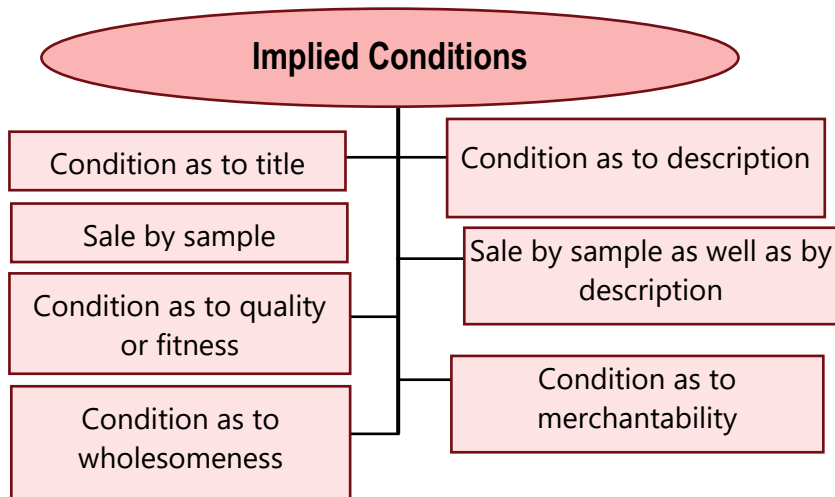 Implied Conditions
Condition as to title
Condition as to description
Sale by sample
Sale by sample as well as by
description
Condition as to quality
or fitness
Condition as to
merchantability
Condition as to
wholesomeness